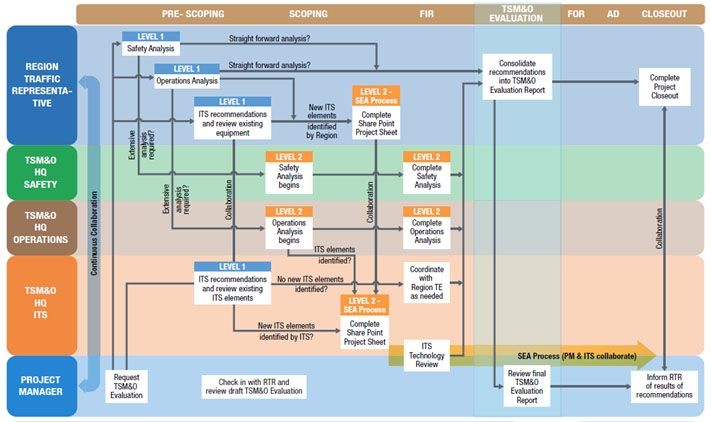 PRE- SCOPING
SCOPING
FIR
TSM&O
EVALUATION
FOR
AD
CLOSEOUT
REGION
TRAFFIC
REPRESENTA-
TIVE
LEVEL 1
Safety Analysis
Straight forward analysis?
LEVEL 1
Operations Analysis
Straight forward analysis?
LEVEL 1
ITS recommendations
and review existing
equipment
New ITS
elements
identified
by Region
LEVEL 2 -
SEA Process
Complete
Share Point
Project Sheet
Consolidate
recommendations
into TSM&O
Evaluation Report
Complete
Project
Closeout
Extensive
analysis
required?
TSM&O
HQ
SAFETY
LEVEL 2
Safety
Analysis
begins
LEVEL 2
Complete
Safety
Analysis
Extensive
analysis
required?
Collaboration
Collaboration
Collaboration
Continuous Collaboration
TSM&O
HQ
OPERATIONS
LEVEL 2
Operations
Analysis
begins
LEVEL 2
Complete
Operations
Analysis
ITS elements
identified?
TSM&O
HQ
ITS
LEVEL 1
ITS recommendations
and review existing
ITS elements
No new ITS elements
identified?
Coordinate
with
Region TE
as needed
LEVEL 2 -
SEA Process
Complete
Share Point
Project Sheet
New ITS elements
identified by ITS?
ITS
Technology
Review
SEA Process (PM & ITS collaborate)
PROJECT
MANAGER
Request
TSM&O
Evaluation
Check in with RTR and
review draft TSM&O Evaluation
Review final
TSM&O
Evaluation
Report
Inform RTR
of results of
recommendations